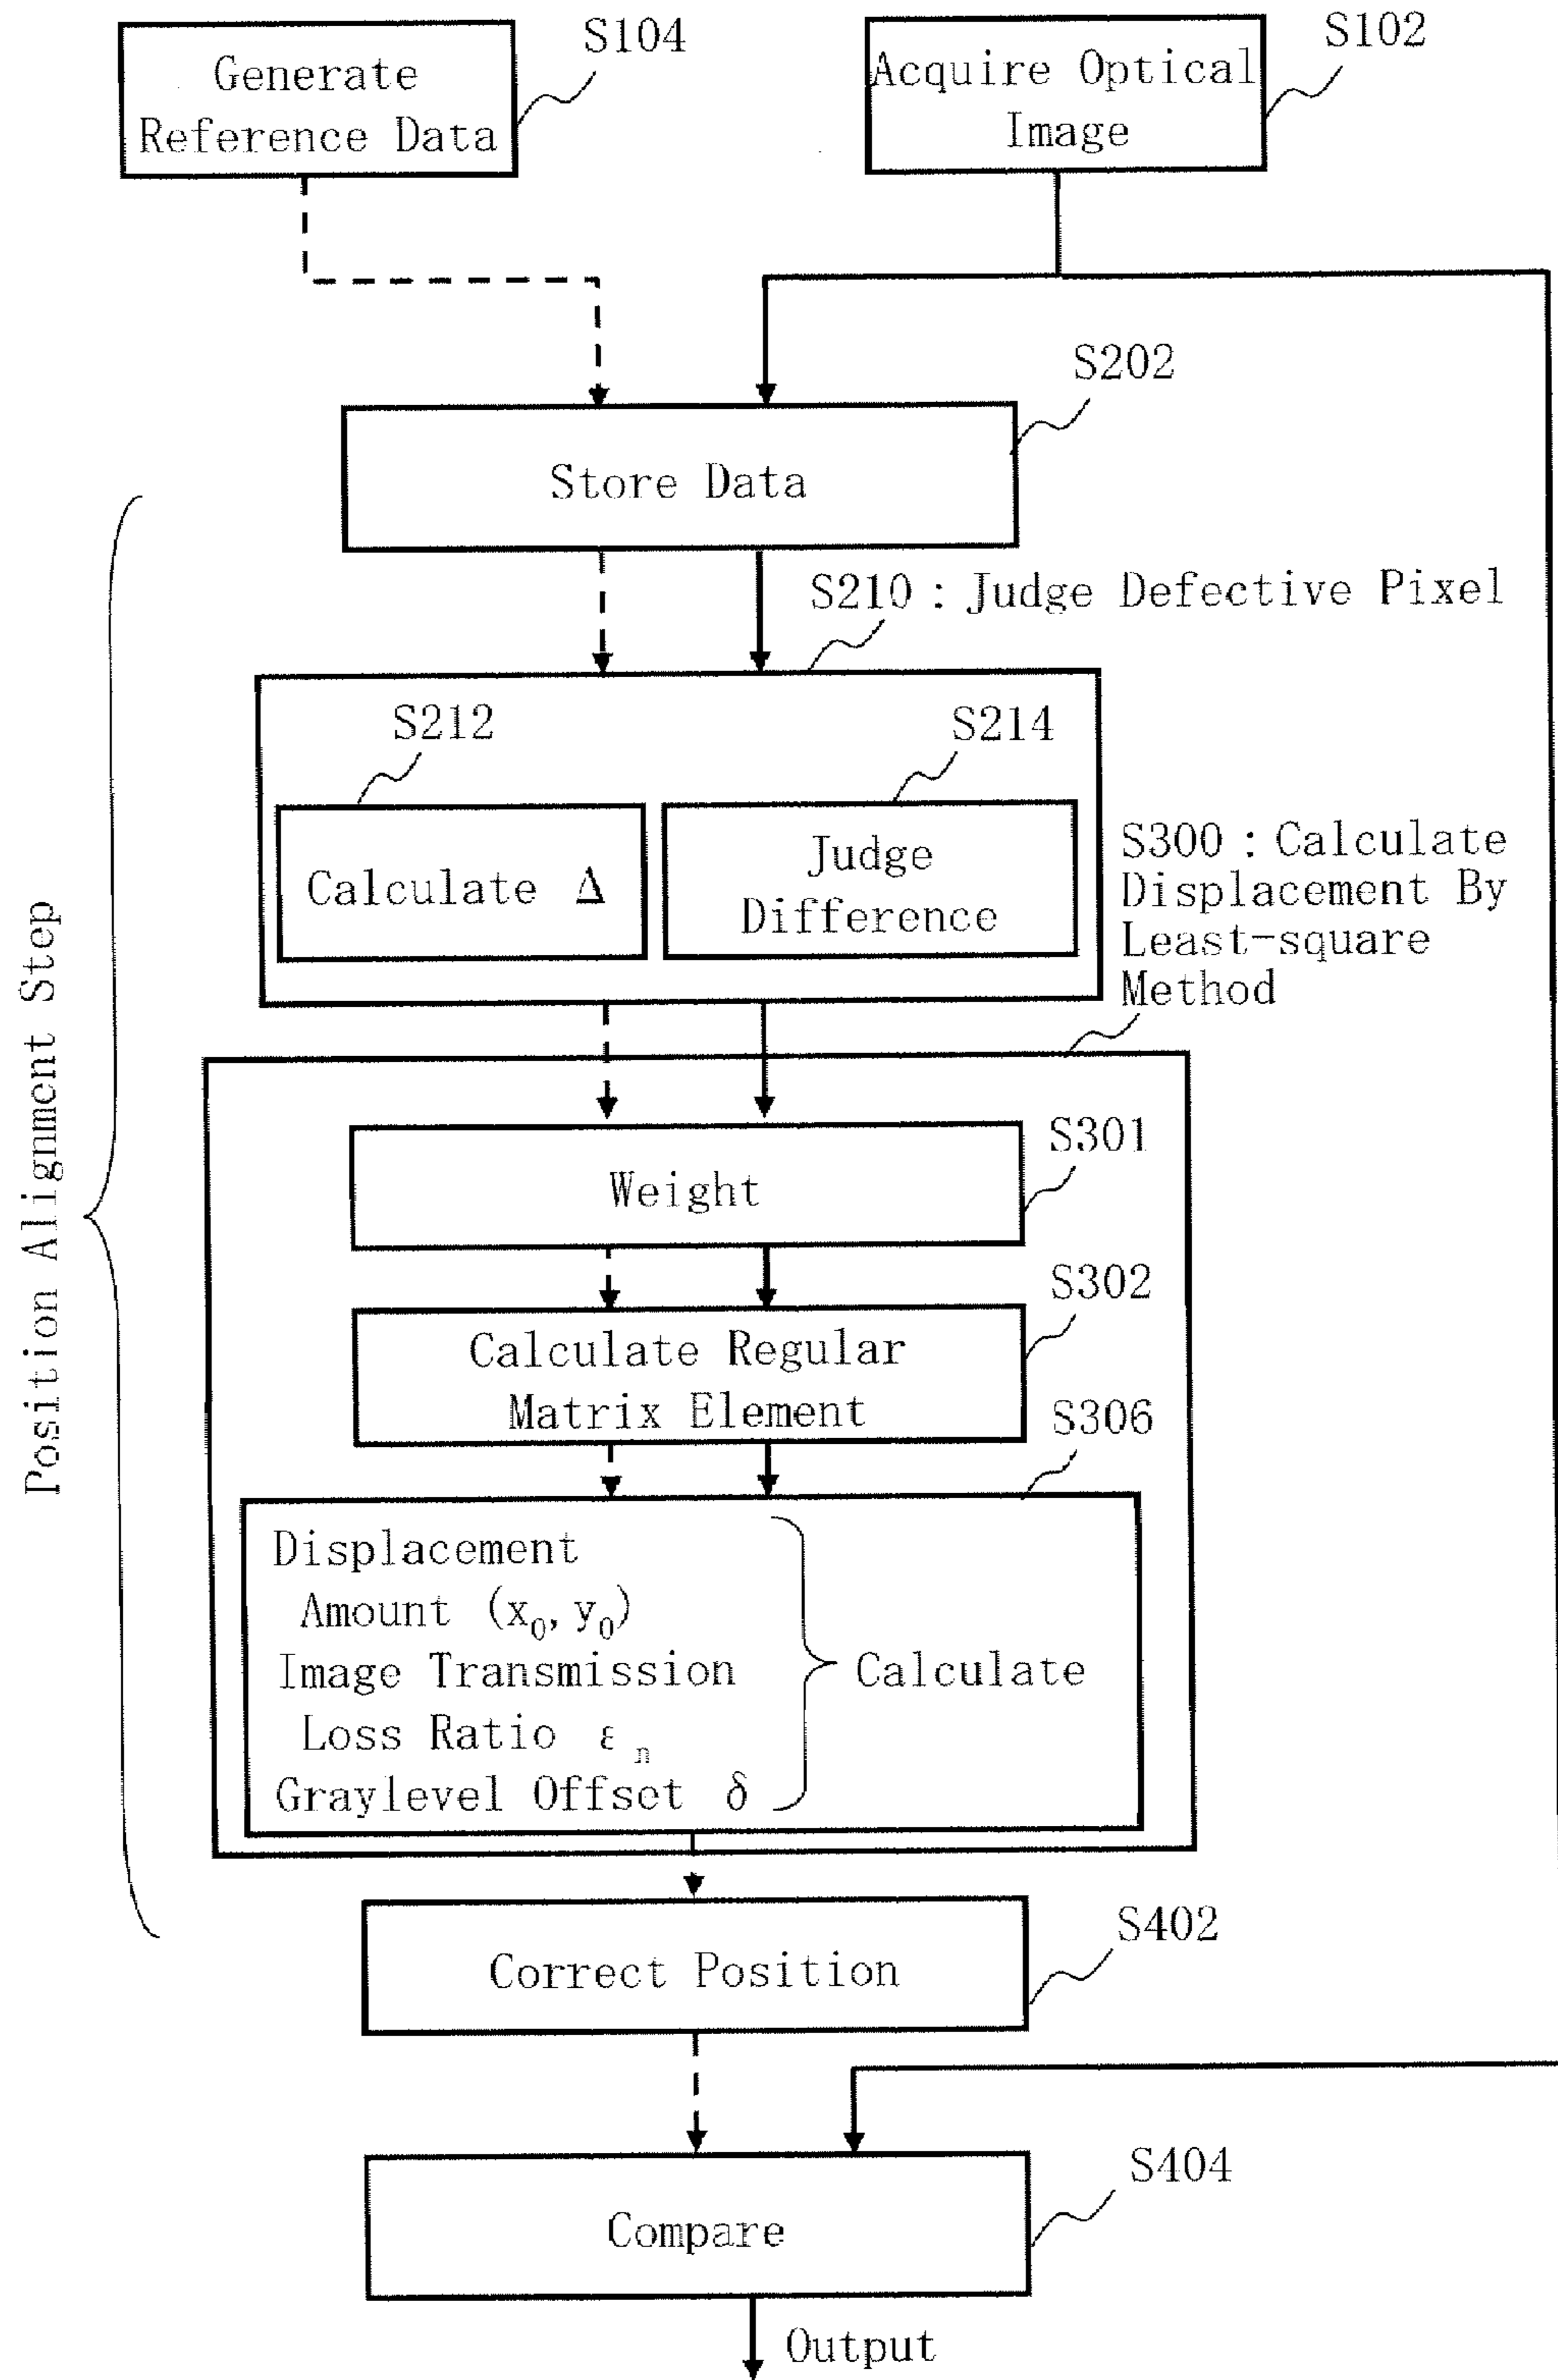 Generate
Reference Data
S104
Acquire Optical
Image
S102
S202
Store Data
S210 : Judge Defective Pixel
S212
S214
Calculate Δ
Judge
Difference
S300 : Calculate
Displacement By
Least-square
Method
Position Alignment Step
S301
Weight
S302
Calculate Regular
Matrix Element
S306
Displacement
Amount (x₀, y₀)
Image Transmission
Loss Ratio εₙ
Graylevel Offset δ
Calculate
S402
Correct Position
S404
Compare
Output